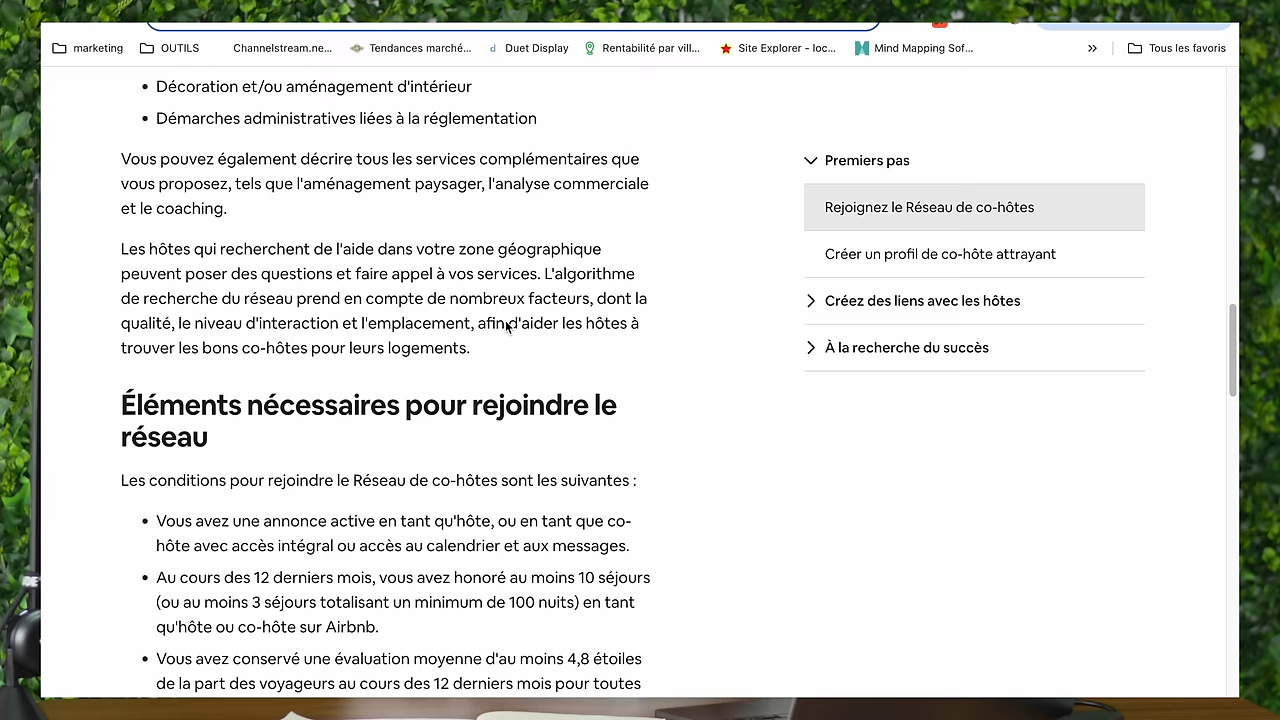 marketing
OUTILS
Channelstream.ne...
Tendances marché...
Duet Display
Rentabilité par vill...
Site Explorer - loc...
Mind Mapping Sof...
Tous les favoris
• Décoration et/ou aménagement d'intérieur
• Démarches administratives liées à la réglementation
Vous pouvez également décrire tous les services complémentaires que
vous proposez, tels que l'aménagement paysager, l'analyse commerciale
et le coaching.
Les hôtes qui recherchent de l'aide dans votre zone géographique
peuvent poser des questions et faire appel à vos services. L'algorithme
de recherche du réseau prend en compte de nombreux facteurs, dont la
qualité, le niveau d'interaction et l'emplacement, afin d'aider les hôtes à
trouver les bons co-hôtes pour leurs logements.
Éléments nécessaires pour rejoindre le
réseau
Les conditions pour rejoindre le Réseau de co-hôtes sont les suivantes :
• Vous avez une annonce active en tant qu'hôte, ou en tant que co-
hôte avec accès intégral ou accès au calendrier et aux messages.
• Au cours des 12 derniers mois, vous avez honoré au moins 10 séjours
(ou au moins 3 séjours totalisant un minimum de 100 nuits) en tant
qu'hôte ou co-hôte sur Airbnb.
• Vous avez conservé une évaluation moyenne d'au moins 4,8 étoiles
de la part des voyageurs au cours des 12 derniers mois pour toutes
Premiers pas
Rejoignez le Réseau de co-hôtes
Créer un profil de co-hôte attrayant
Créez des liens avec les hôtes
À la recherche du succès